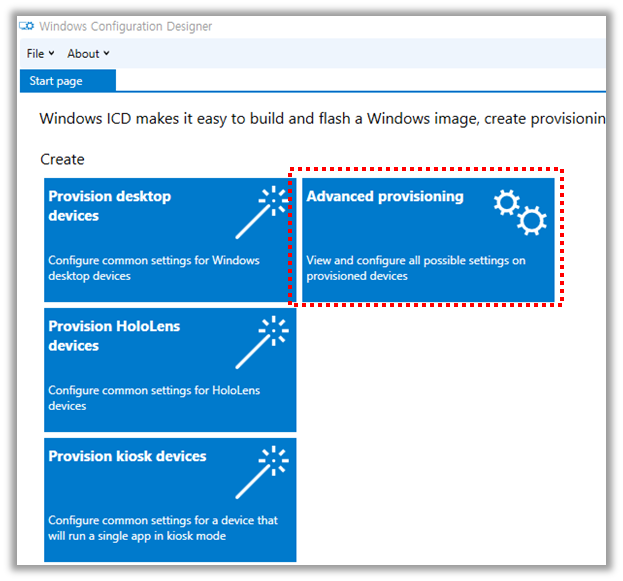 Windows Configuration Designer
File About
Start page
Windows ICD makes it easy to build and flash a Windows image, create provisionin
Create
Provision desktop
devices
Configure common settings for Windows
desktop devices
Advanced provisioning
View and configure all possible settings on
provisioned devices
Provision HoloLens
devices
Configure common settings for HoloLens
devices
Provision kiosk devices
Configure common settings for a device that
will run a single app in kiosk mode